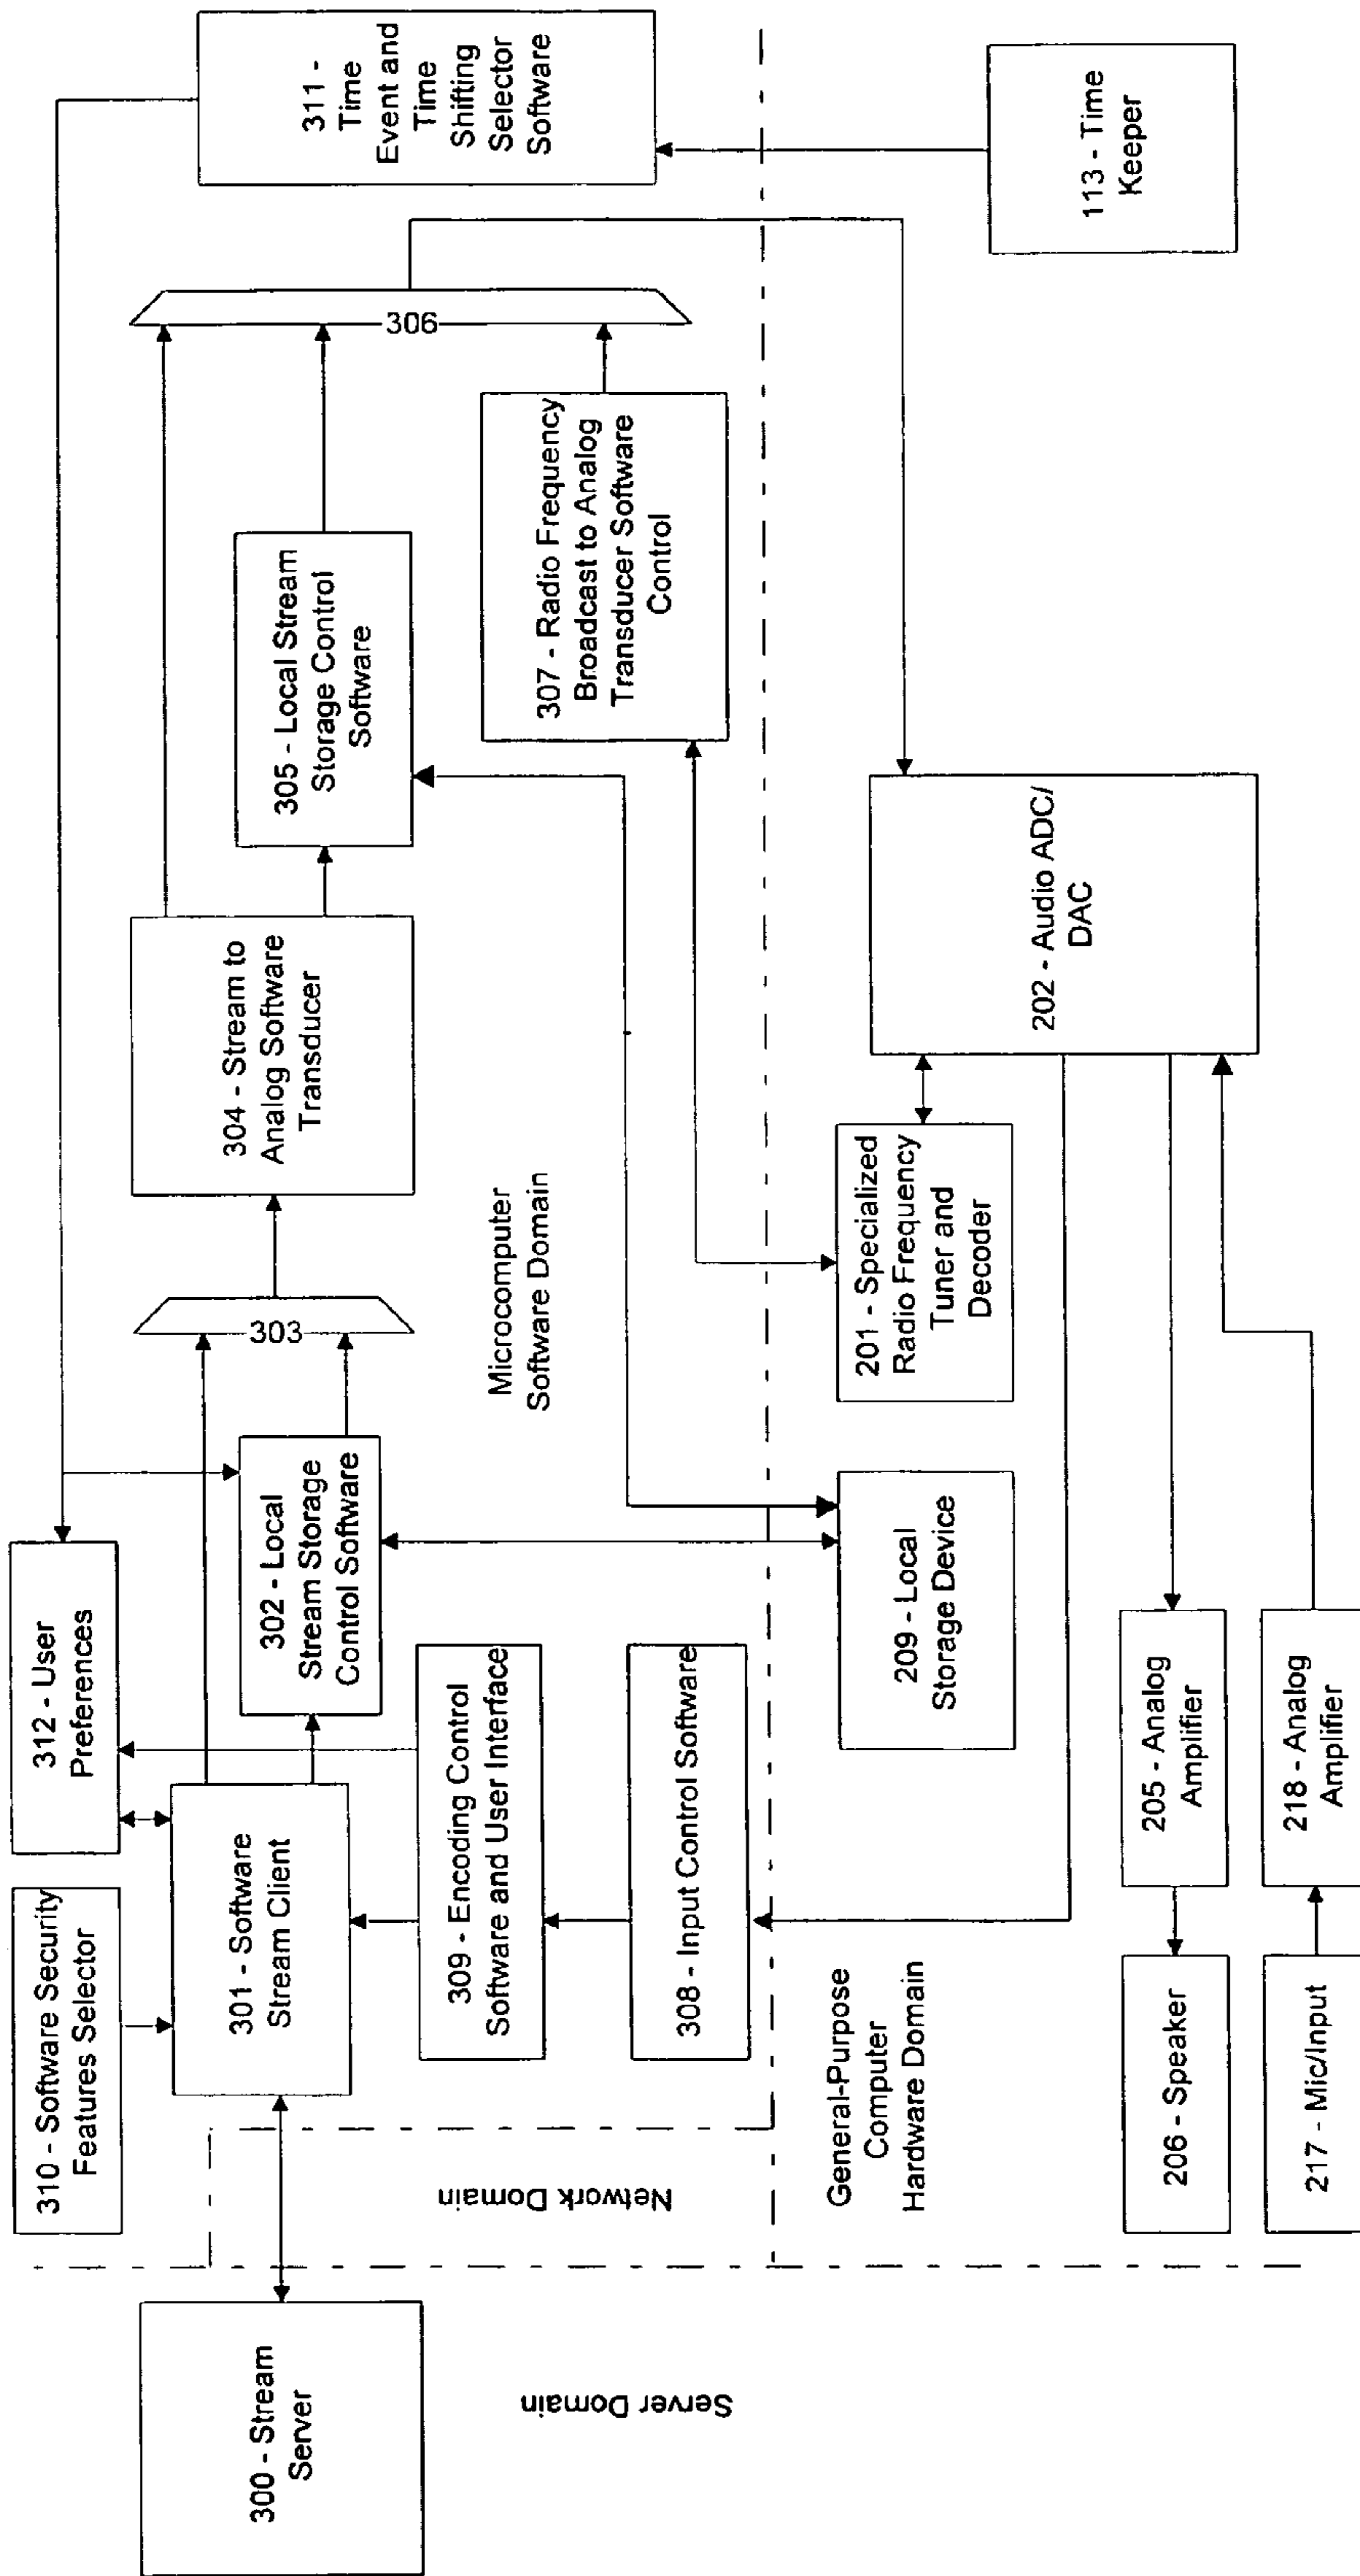 310 - Software Security
Features Selector
312 - User
Preferences
300 - Stream
Server
301 - Software
Stream Client
302 - Local
Stream Storage
Control Software
303
304 - Stream to
Analog Software
Transducer
305 - Local Stream
Storage Control
Software
306
311 -
Time
Event and
Time
Shifting
Selector
Software
309 - Encoding Control
Software and User Interface
307 - Radio Frequency
Broadcast to Analog
Transducer Software
Control
308 - Input Control Software
Microcomputer
Software Domain
Network Domain
Server Domain
General-Purpose
Computer
Hardware Domain
209 - Local
Storage Device
201 - Specialized
Radio Frequency
Tuner and
Decoder
202 - Audio ADC/
DAC
113 - Time
Keeper
206 - Speaker
205 - Analog
Amplifier
217 - Mic/Input
218 - Analog
Amplifier